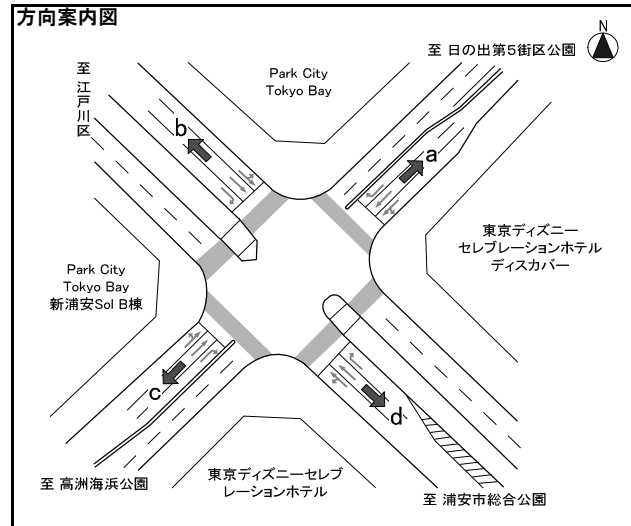 方向案内図
N
至 日の出第5街区公園
至 江戸川区
Park City
Tokyo Bay
b
a
東京ディズニー
セレブレーションホテル
ディスカバー
Park City
Tokyo Bay
新浦安Sol B棟
c
d
至 高洲海浜公園
東京ディズニーセレブ
レーションホテル
至 浦安市総合公園